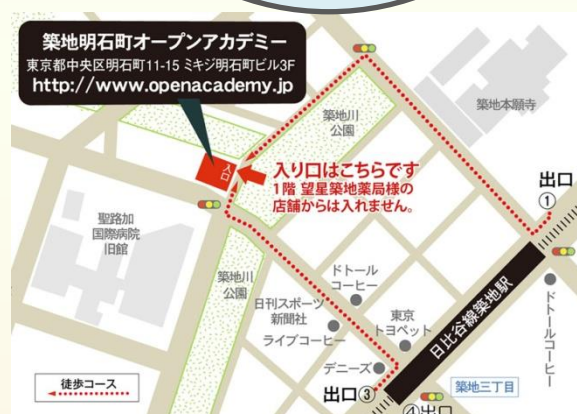 築地明石町オープンアカデミー
東京都中央区明石町11-15 ミキジ明石町ビル3F
http://www.openacademy.jp
築地本願寺
築地川
公園
入口
入り口はこちらです
1階 望星築地薬局様の
店舗からは入れません。
出口
①
聖路加
国際病院
旧館
築地川
公園
ドトール
コーヒー
日刊スポーツ
新聞社
ライブコーヒー
東京
トヨペット
日比谷線築地駅
ドトールコーヒー
デニーズ
出口③
築地三丁目
④出口
徒歩コース